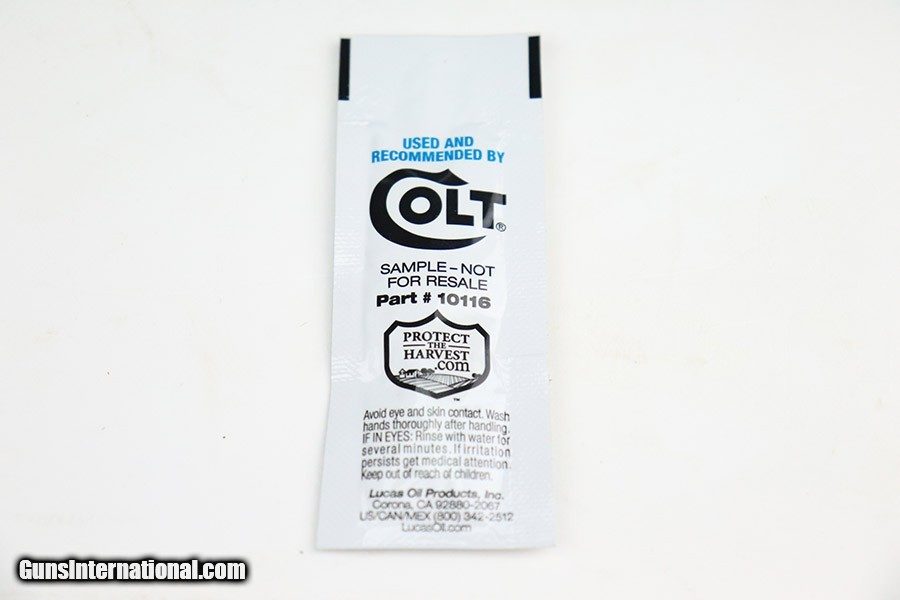 USED AND
RECOMMENDED BY
COLT®
SAMPLE – NOT
FOR RESALE
Part # 10116
PROTECT
THE
HARVEST
.com
™
Avoid eye and skin contact. Wash
hands thoroughly after handling.
IF IN EYES: Rinse with water for
several minutes. If irritation
persists get medical attention.
Keep out of reach of children.
Lucas Oil Products, Inc.
Corona, CA 92880-2067
US/CAN/MEX (800) 342-2512
LucasOil.com
GunsInternational.com